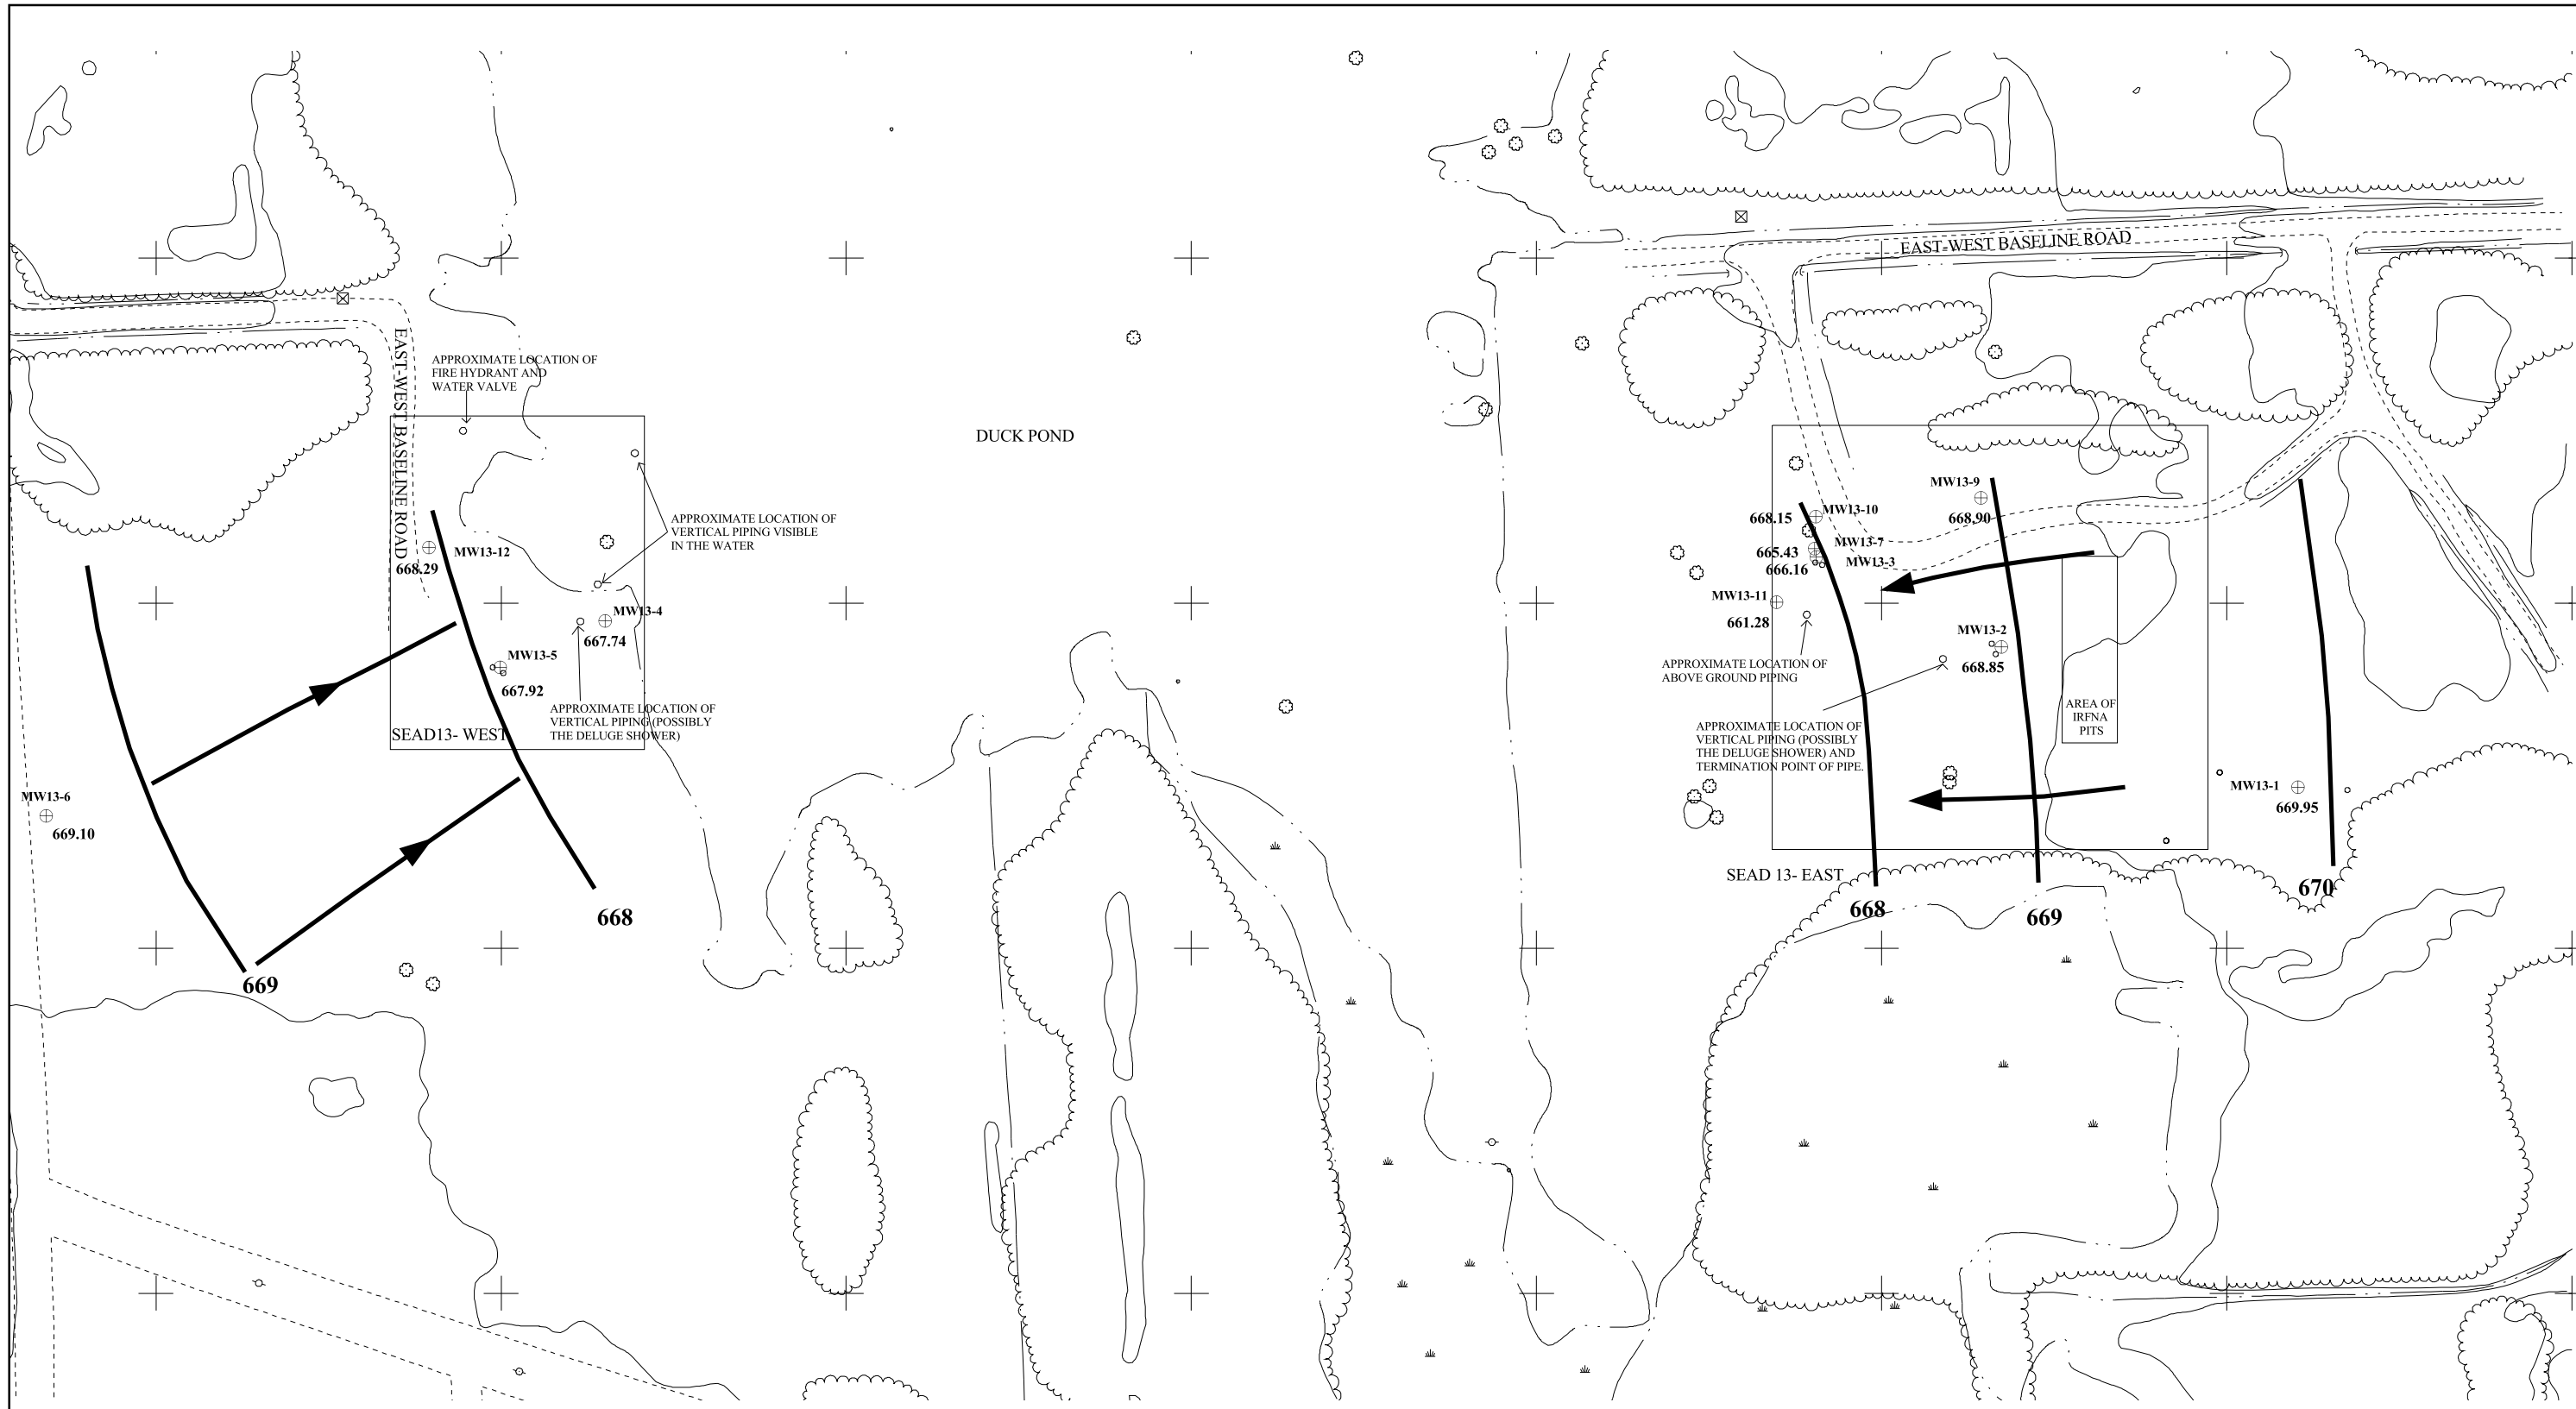 EAST-WEST BASELINE ROAD
EAST-WEST BASELINE ROAD
APPROXIMATE LOCATION OF
FIRE HYDRANT AND
WATER VALVE
DUCK POND
APPROXIMATE LOCATION OF
VERTICAL PIPING VISIBLE
IN THE WATER
MW13-12
668.29
MW13-4
667.74
MW13-5
667.92
APPROXIMATE LOCATION OF
VERTICAL PIPING (POSSIBLY
THE DELUGE SHOWER)
SEAD13- WEST
MW13-6
669.10
668
669
MW13-9
668.90
MW13-10
668.15
MW13-7
665.43
MW13-3
666.16
MW13-11
661.28
MW13-2
668.85
APPROXIMATE LOCATION OF
ABOVE GROUND PIPING
APPROXIMATE LOCATION OF
VERTICAL PIPING (POSSIBLY
THE DELUGE SHOWER) AND
TERMINATION POINT OF PIPE.
AREA OF
IRFNA
PITS
MW13-1
669.95
SEAD 13- EAST
668
669
670